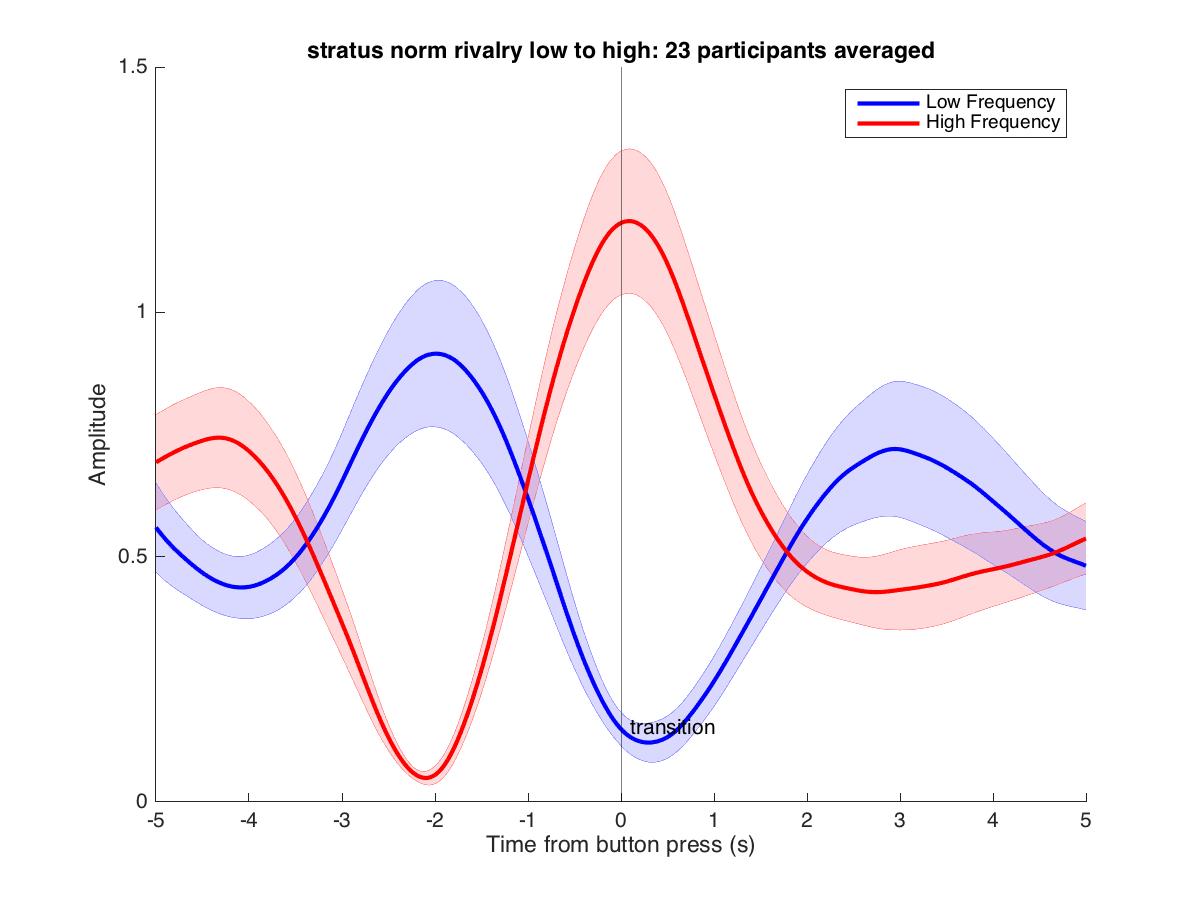 stratus norm rivalry low to high: 23 participants averaged
Low Frequency
High Frequency
1.5
1
0.5
0
Amplitude
transition
-5 -4 -3 -2 -1 0 1 2 3 4 5
Time from button press (s)